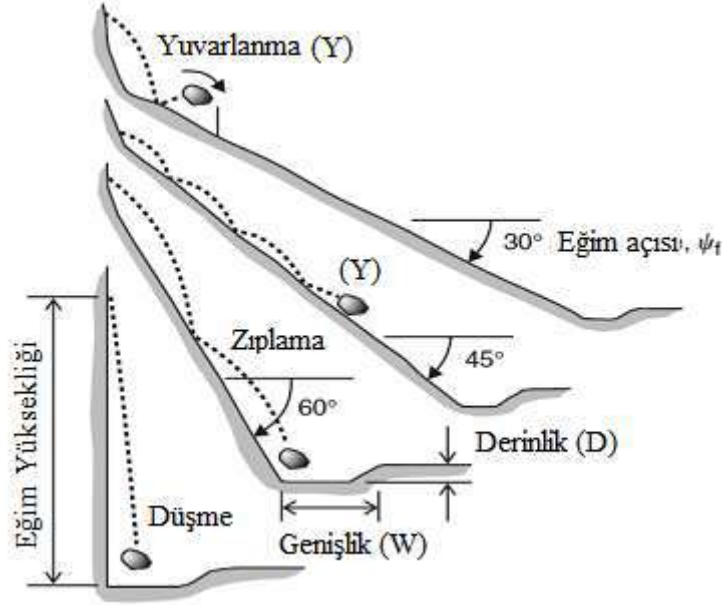 Yuvarlanma (Y)
30° Eğim açısı, ψf
(Y)
Zıplama
45°
60°
Eğim Yüksekliği
Derinlik (D)
Düşme
Genişlik (W)